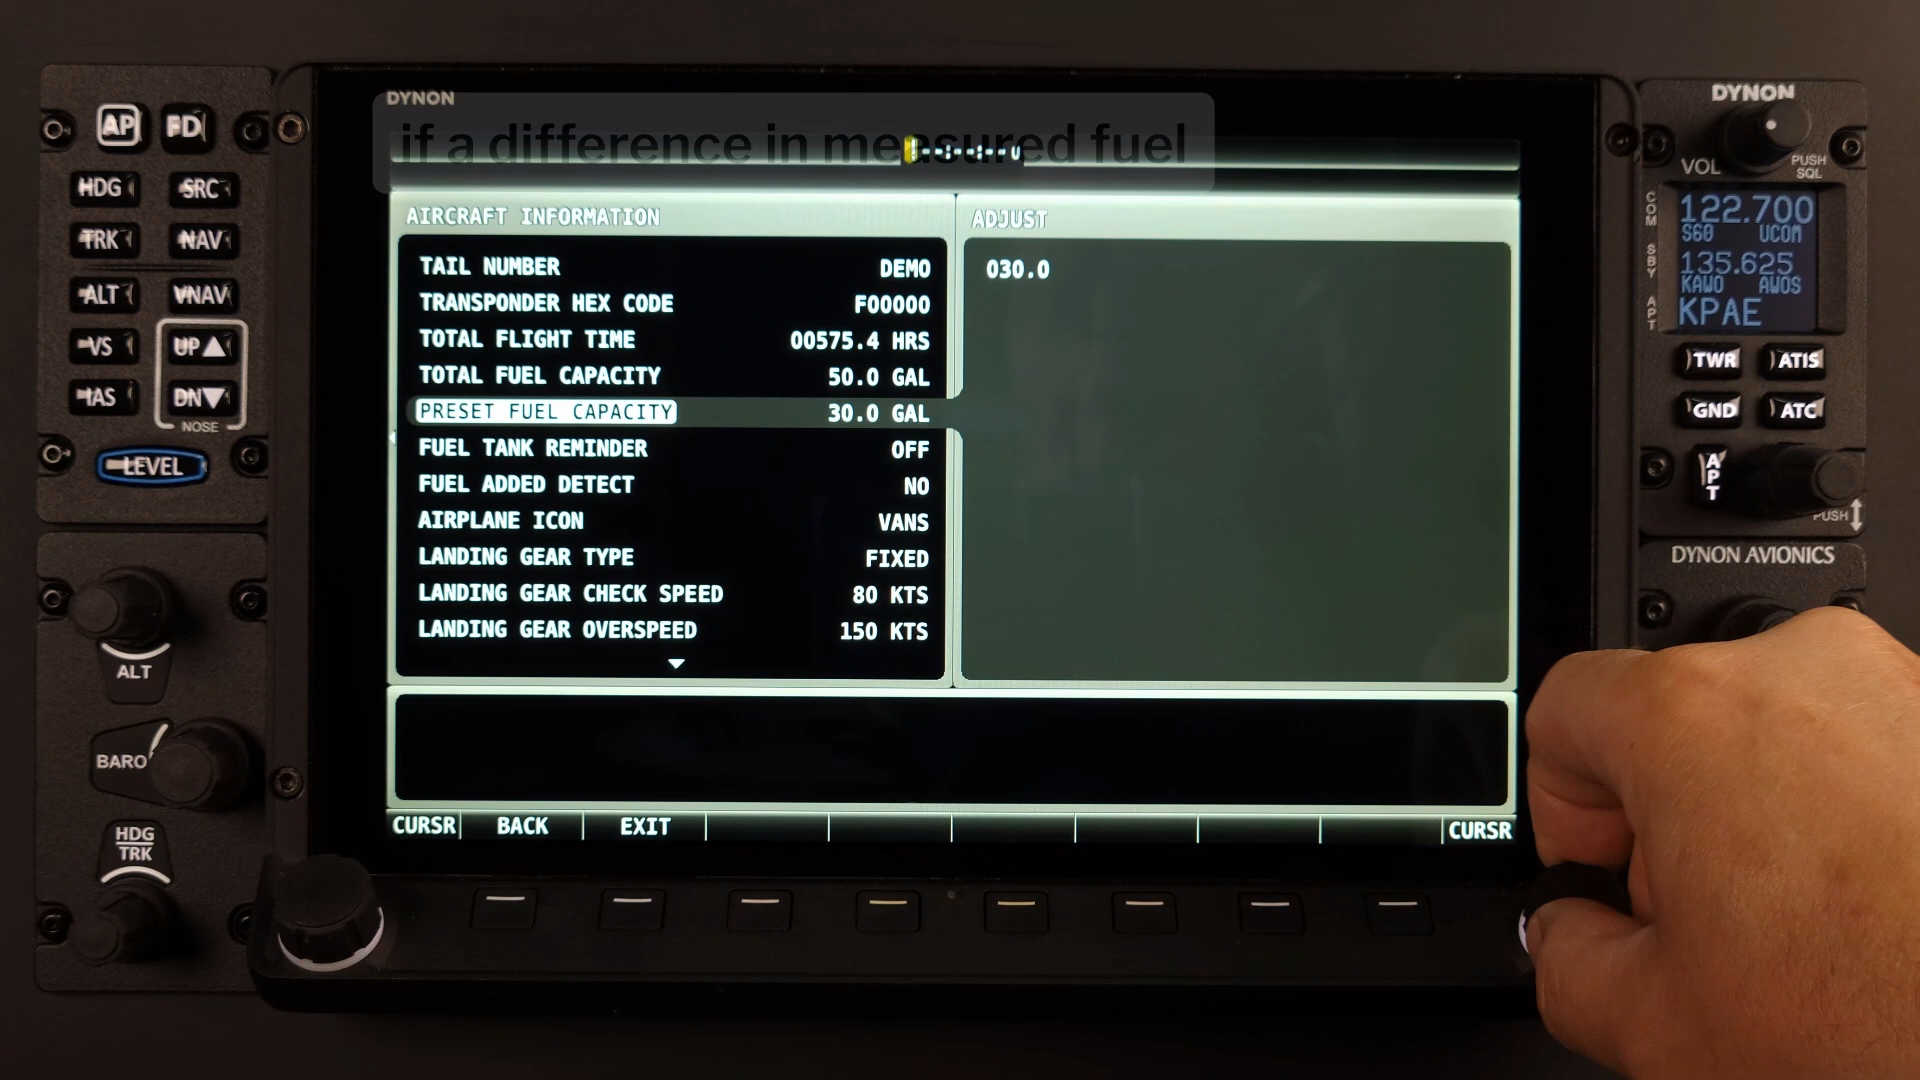 DYNON
if a difference in measured fuel
AIRCRAFT INFORMATION
TAIL NUMBER DEMO
TRANSPONDER HEX CODE F00000
TOTAL FLIGHT TIME 00575.4 HRS
TOTAL FUEL CAPACITY 50.0 GAL
PRESET FUEL CAPACITY 30.0 GAL
FUEL TANK REMINDER OFF
FUEL ADDED DETECT NO
AIRPLANE ICON VANS
LANDING GEAR TYPE FIXED
LANDING GEAR CHECK SPEED 80 KTS
LANDING GEAR OVERSPEED 150 KTS
ADJUST
030.0
CURSR BACK EXIT CURSR
AP FD
HDG SRC
TRK NAV
ALT VNAV
VS UP
IAS DN
NOSE
LEVEL
ALT
BARO
HDG
TRK
DYNON
VOL
PUSH
SQL
COM
122.700
S60 UCOM
SBY
135.625
KAWO AWOS
APT
KPAE
TWR ATIS
GND ATC
APT
PUSH
DYNON AVIONICS